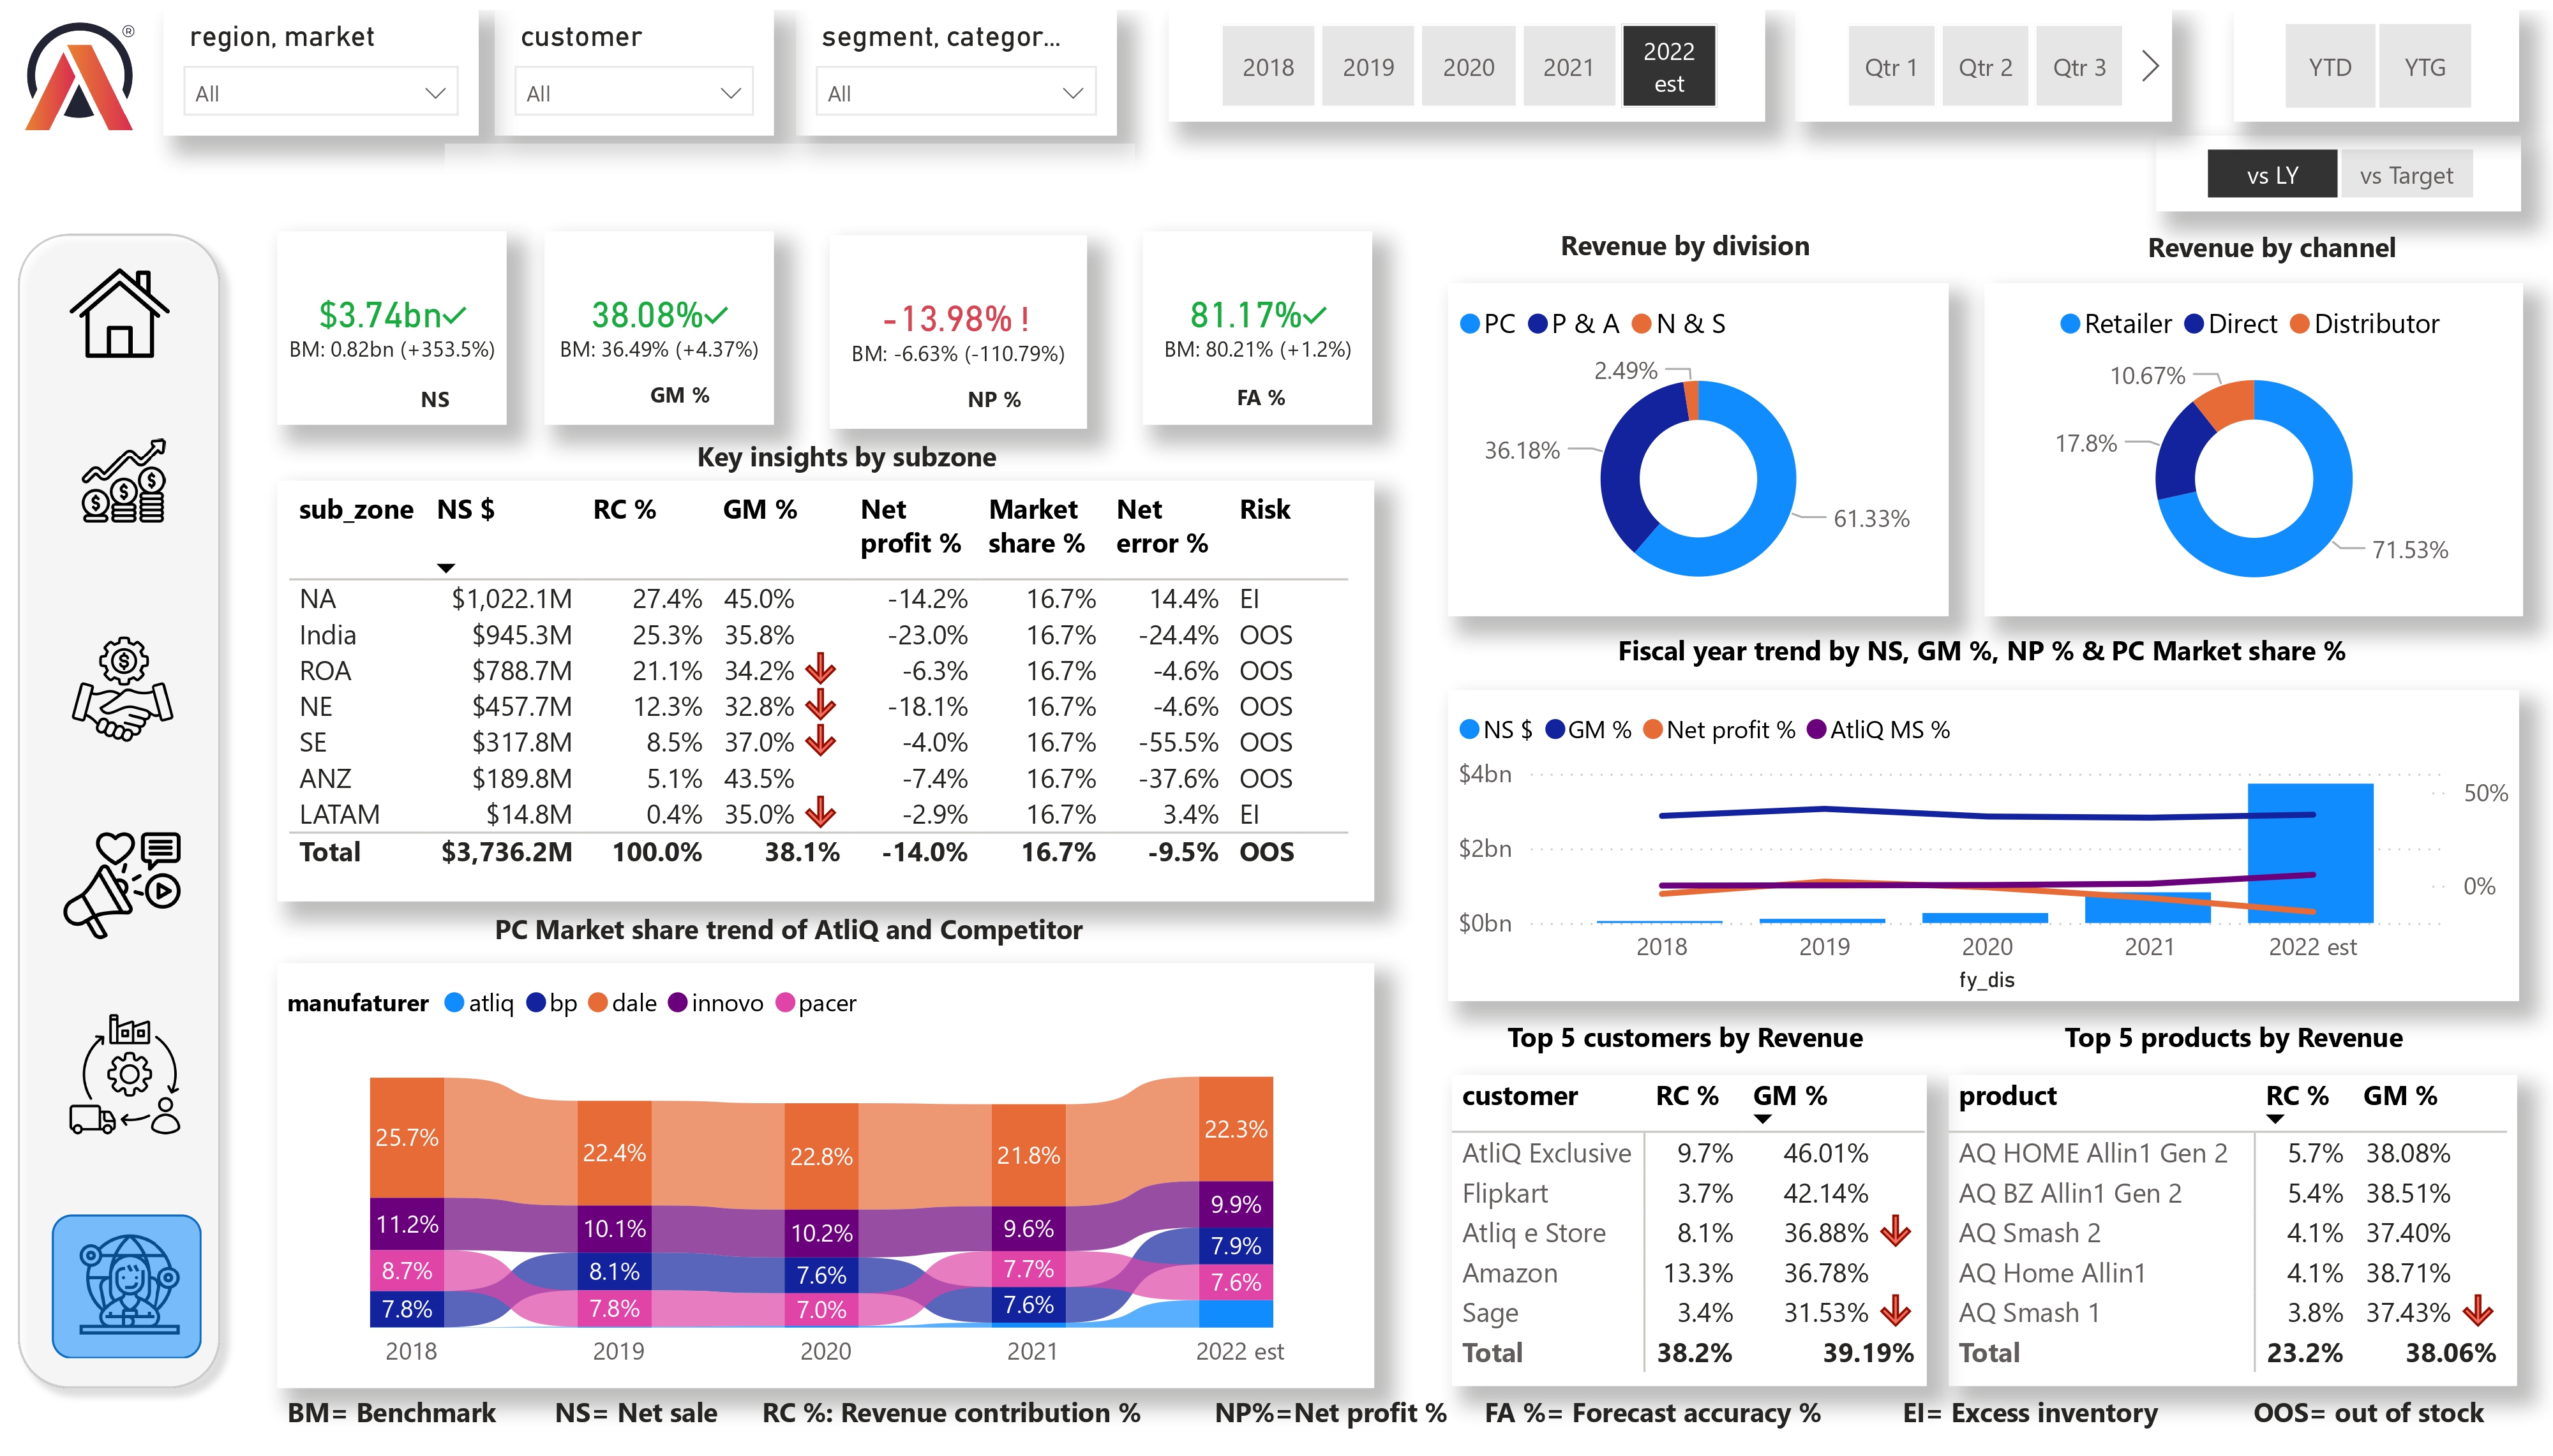 ®
region, market
All
customer
All
segment, categor...
All
2018
2019
2020
2021
2022
est
Qtr 1
Qtr 2
Qtr 3
YTD
YTG
vs LY
vs Target
$3.74bn
BM: 0.82bn (+353.5%)
NS
38.08%
BM: 36.49% (+4.37%)
GM %
-13.98% !
BM: -6.63% (-110.79%)
NP %
81.17%
BM: 80.21% (+1.2%)
FA %
Key insights by subzone
sub_zone NS $ RC % GM % Net profit % Market share % Net error % Risk
NA $1,022.1M 27.4% 45.0% -14.2% 16.7% 14.4% EI
India $945.3M 25.3% 35.8% -23.0% 16.7% -24.4% OOS
ROA $788.7M 21.1% 34.2% -6.3% 16.7% -4.6% OOS
NE $457.7M 12.3% 32.8% -18.1% 16.7% -4.6% OOS
SE $317.8M 8.5% 37.0% -4.0% 16.7% -55.5% OOS
ANZ $189.8M 5.1% 43.5% -7.4% 16.7% -37.6% OOS
LATAM $14.8M 0.4% 35.0% -2.9% 16.7% 3.4% EI
Total $3,736.2M 100.0% 38.1% -14.0% 16.7% -9.5% OOS
PC Market share trend of AtliQ and Competitor
manufaturer atliq bp dale innovo pacer
25.7%
11.2%
8.7%
7.8%
22.4%
10.1%
8.1%
7.8%
22.8%
10.2%
7.6%
7.0%
21.8%
9.6%
7.7%
7.6%
22.3%
9.9%
7.9%
7.6%
2018 2019 2020 2021 2022 est
Revenue by division
PC P & A N & S
2.49%
36.18%
61.33%
Revenue by channel
Retailer Direct Distributor
10.67%
17.8%
71.53%
Fiscal year trend by NS, GM %, NP % & PC Market share %
NS $ GM % Net profit % AtliQ MS %
$4bn
$2bn
$0bn
50%
0%
2018 2019 2020 2021 2022 est
fy_dis
Top 5 customers by Revenue
customer RC % GM %
AtliQ Exclusive 9.7% 46.01%
Flipkart 3.7% 42.14%
Atliq e Store 8.1% 36.88%
Amazon 13.3% 36.78%
Sage 3.4% 31.53%
Total 38.2% 39.19%
Top 5 products by Revenue
product RC % GM %
AQ HOME Allin1 Gen 2 5.7% 38.08%
AQ BZ Allin1 Gen 2 5.4% 38.51%
AQ Smash 2 4.1% 37.40%
AQ Home Allin1 4.1% 38.71%
AQ Smash 1 3.8% 37.43%
Total 23.2% 38.06%
BM= Benchmark NS= Net sale RC %: Revenue contribution % NP%=Net profit % FA %= Forecast accuracy % EI= Excess inventory OOS= out of stock